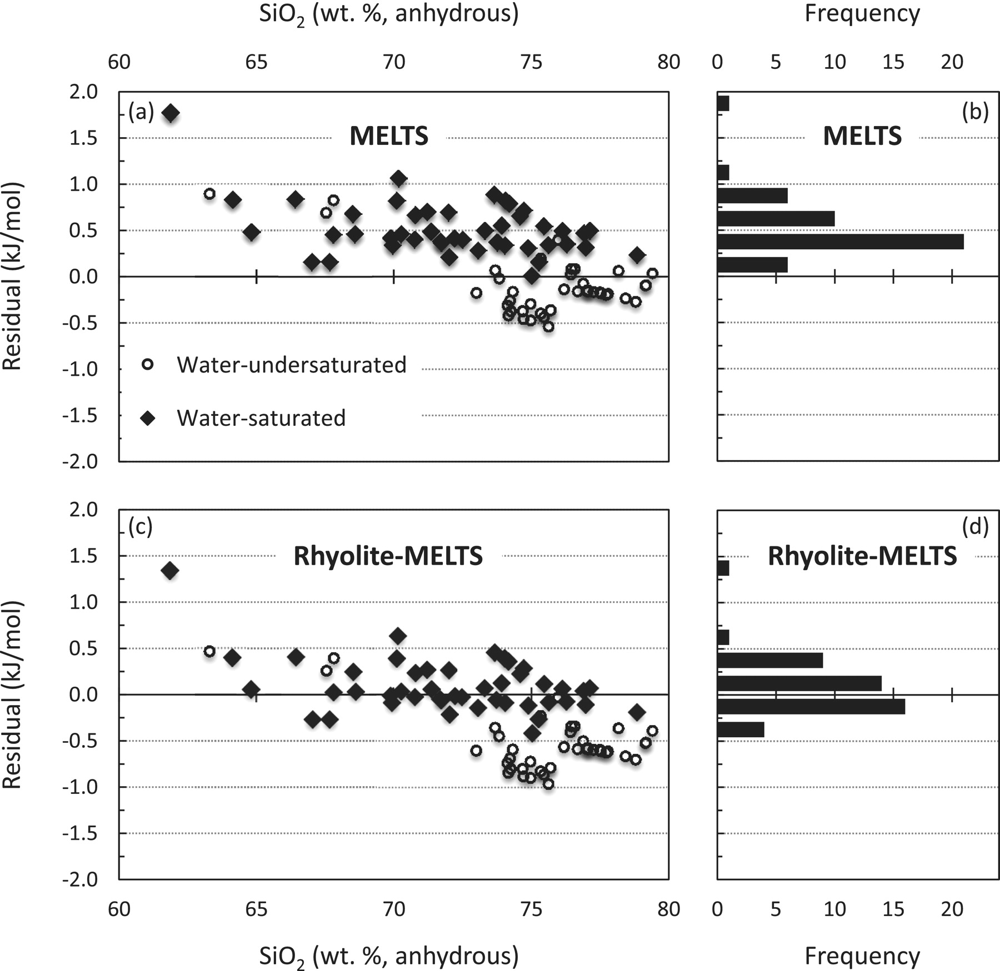 SiO2 (wt. %, anhydrous) Frequency
60 65 70 75 80 0 5 10 15 20
2.0
(a) (b)
1.5 MELTS MELTS
1.0
0.5
0.0
-0.5
Water-undersaturated
-1.0
Water-saturated
-1.5
-2.0
Residual (kJ/mol)
2.0
(c) (d)
1.5 Rhyolite-MELTS Rhyolite-MELTS
1.0
0.5
0.0
-0.5
-1.0
-1.5
-2.0
Residual (kJ/mol)
60 65 70 75 80 0 5 10 15 20
SiO2 (wt. %, anhydrous) Frequency